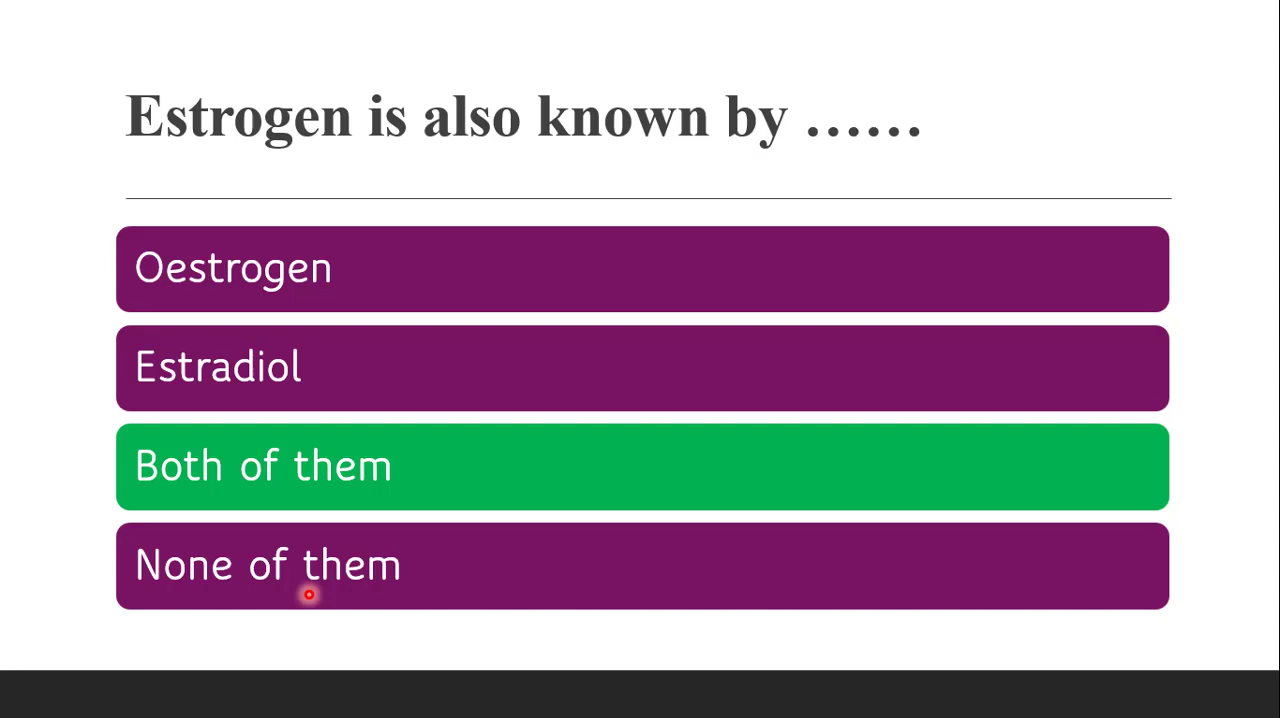 Estrogen is also known by ......
Oestrogen
Estradiol
Both of them
None of them